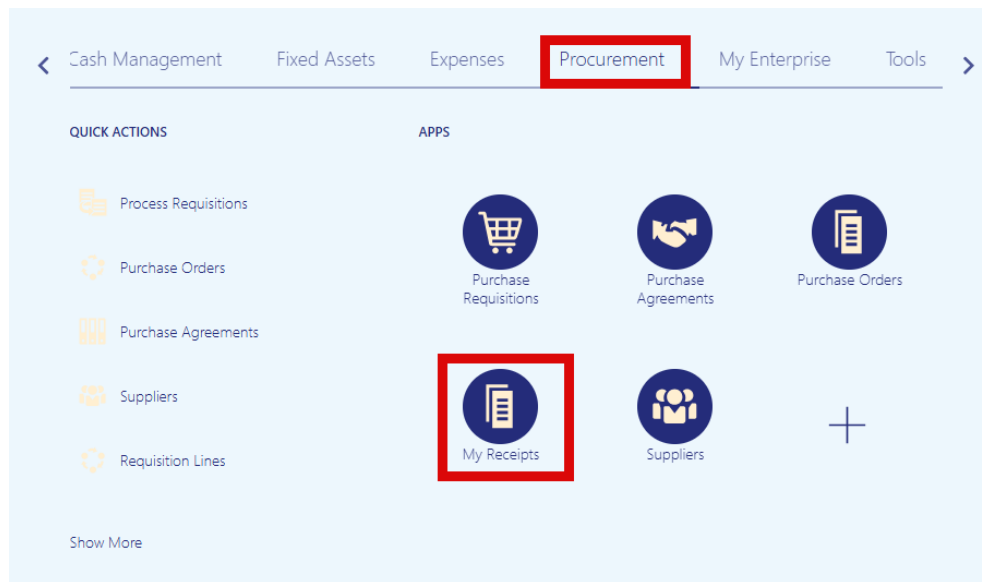 Cash Management
Fixed Assets
Expenses
Procurement
My Enterprise
Tools
QUICK ACTIONS
Process Requisitions
Purchase Orders
Purchase Agreements
Suppliers
Requisition Lines
Show More
APPS
Purchase
Requisitions
Purchase
Agreements
Purchase Orders
My Receipts
Suppliers